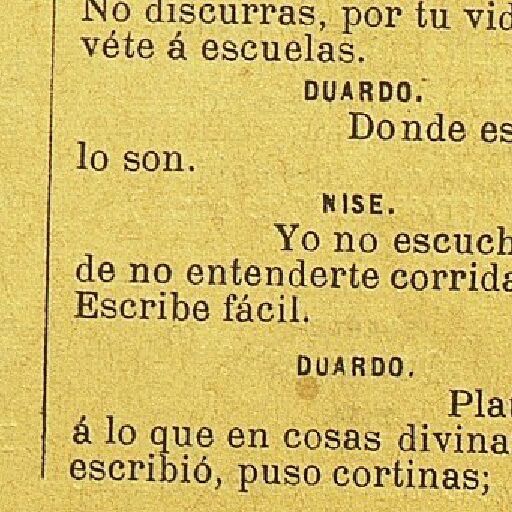 No discurras, por tu vid
véte á escuelas.
DUARDO.
Donde es
lo son.
NISE.
Yo no escuch
de no entenderte corrida
Escribe fácil.
DUARDO.
Plat
á lo que en cosas divina
escribió, puso cortinas;